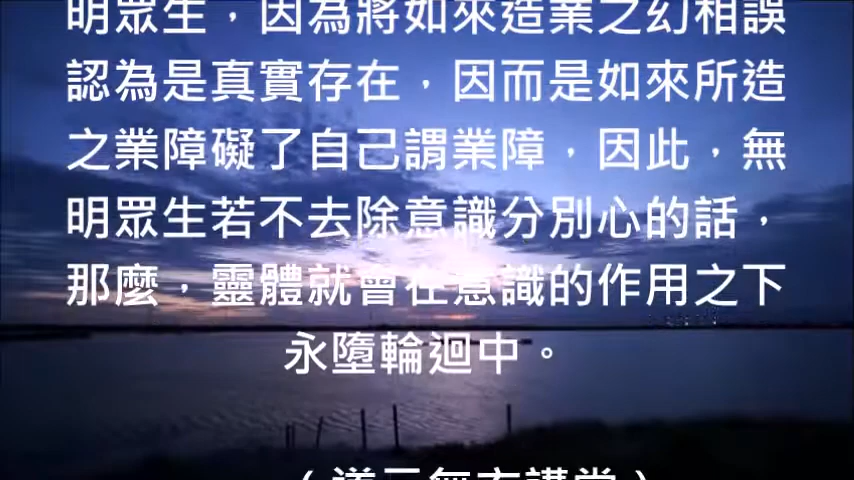 明眾生，因為將如來造業之幻相誤
認為是真實存在，因而是如來所造
之業障礙了自己謂業障，因此，無
明眾生若不去除意識分別心的話，
那麼，靈體就會在意識的作用之下
永墮輪迴中。